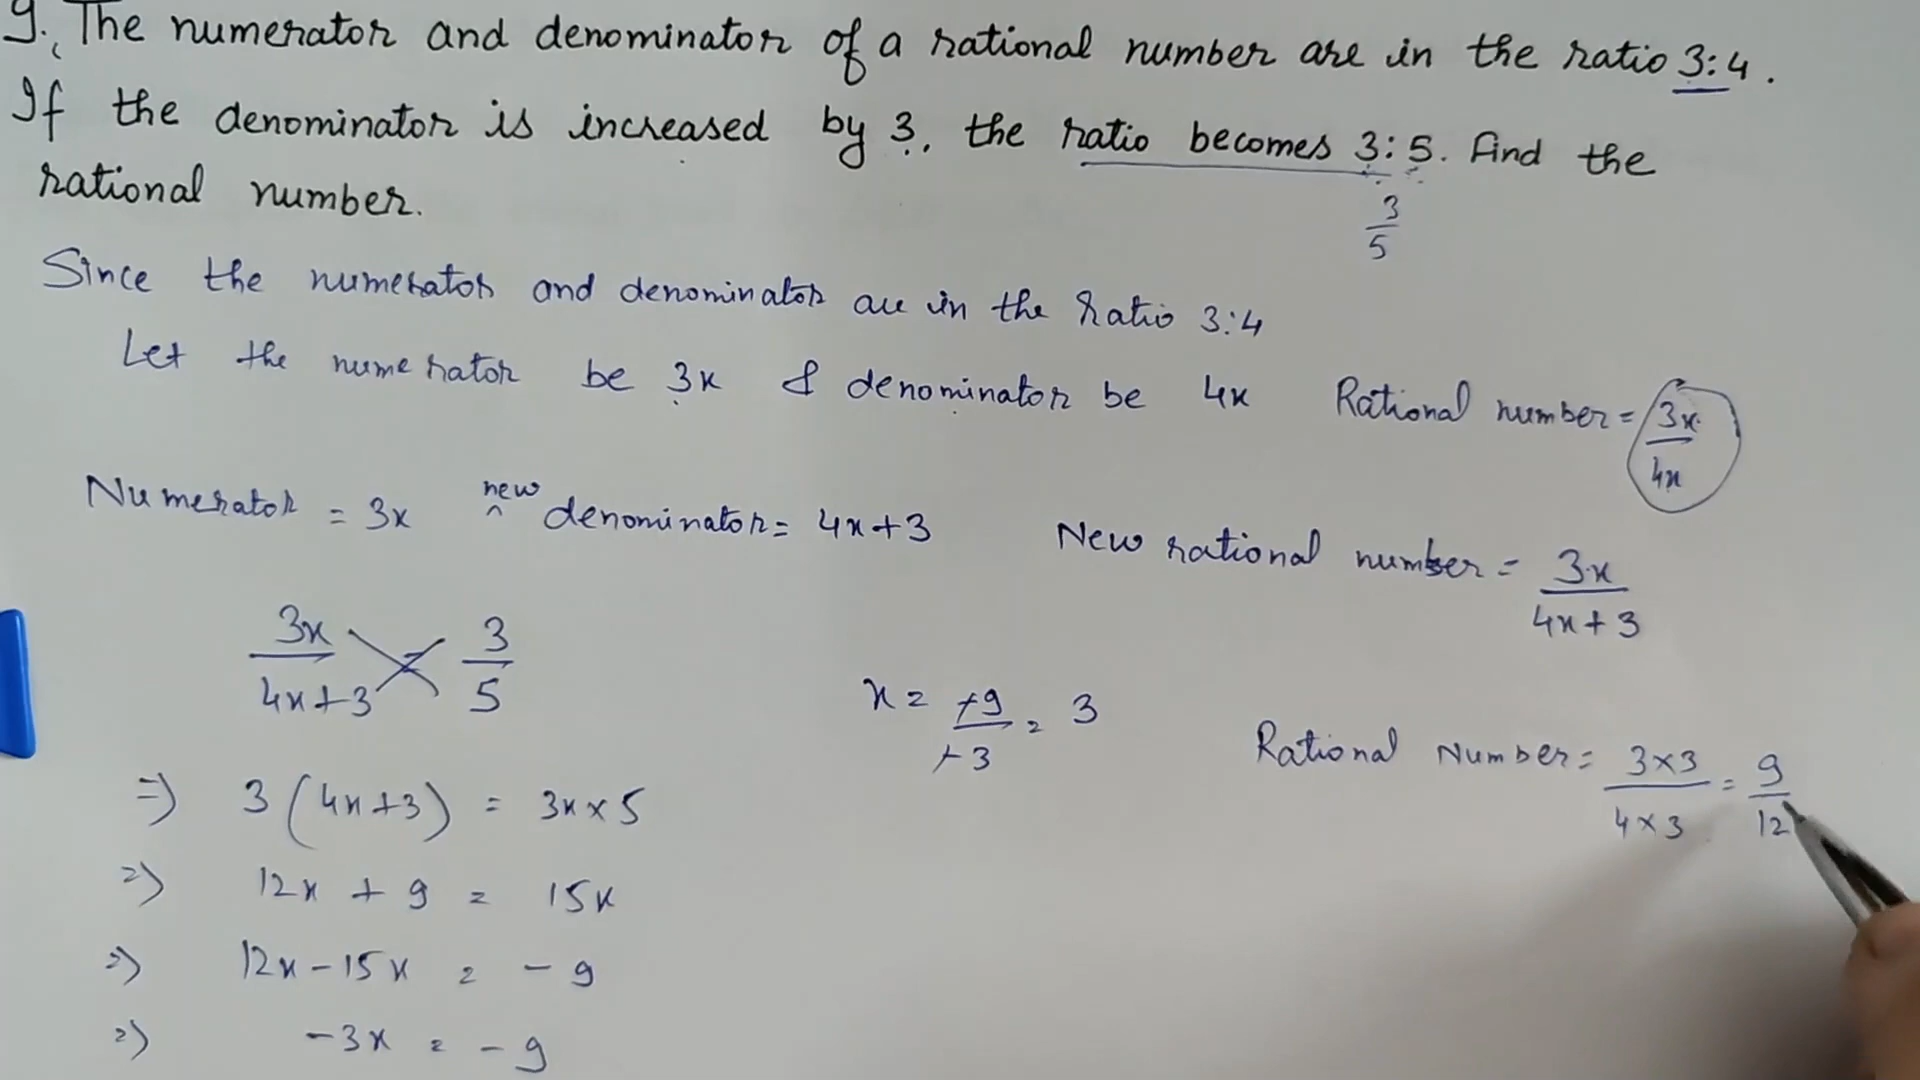 9. The numerator and denominator of a rational number are in the ratio 3:4.
If the denominator is increased by 3, the ratio becomes 3:5. Find the
rational number.
3/5
Since the numerator and denominator are in the ratio 3:4
Let the numerator be 3x & denominator be 4x Rational number = 3x/4x
Numerator = 3x new denominator = 4x+3 New rational number = 3x/4x+3
3x/4x+3 = 3/5
x = -9/-3 = 3
Rational Number = 3×3/4×3 = 9/12
=> 3(4x+3) = 3x×5
=> 12x + 9 = 15x
=> 12x-15x = -9
=> -3x = -9